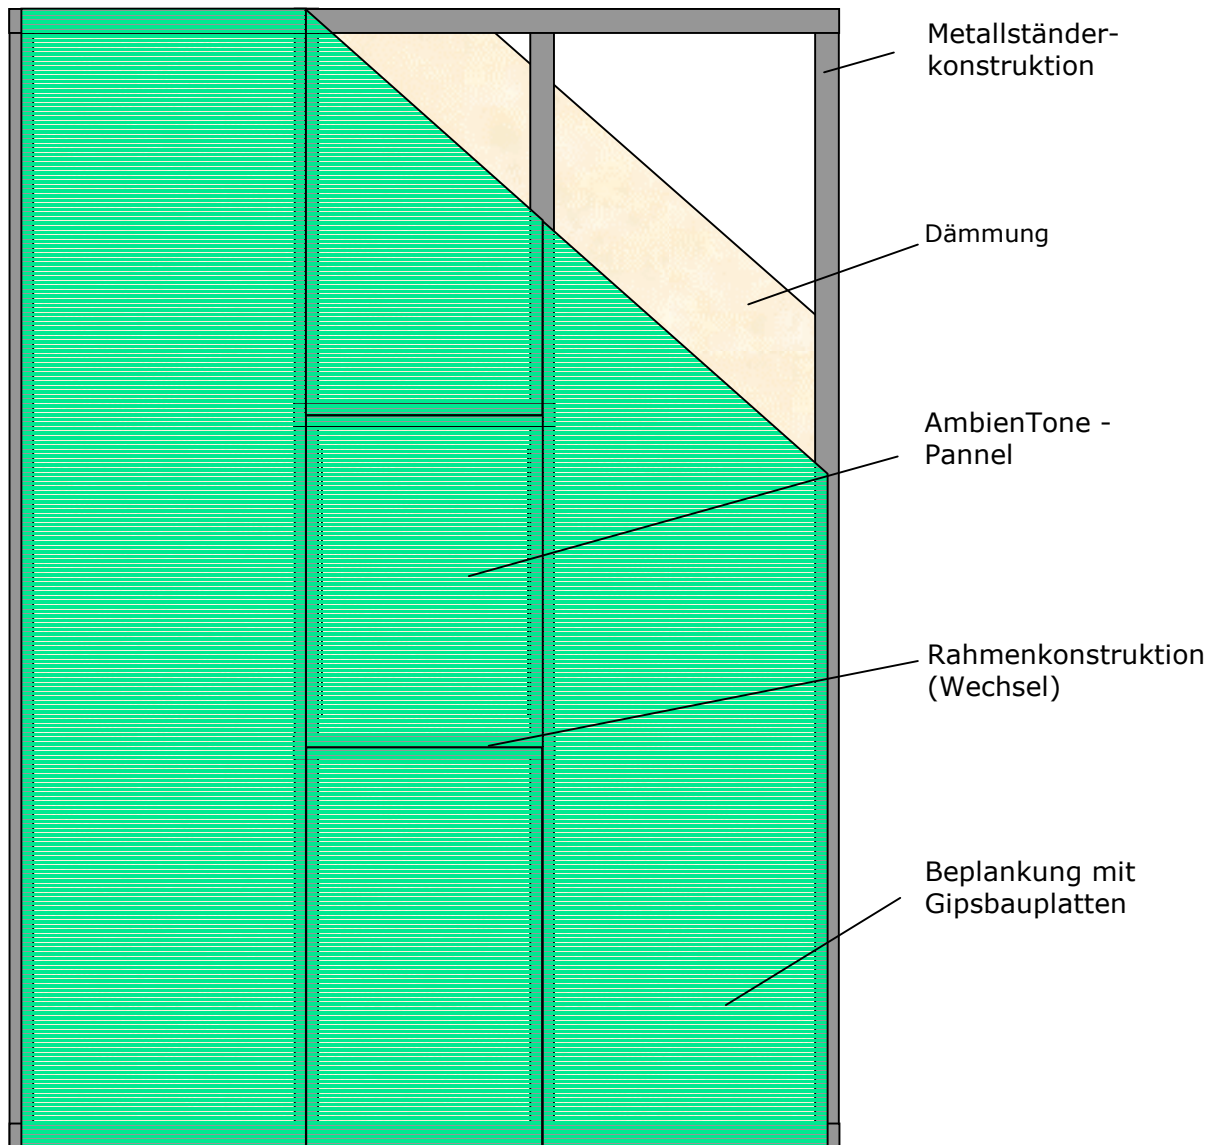 Metallständer-
konstruktion
Dämmung
AmbienTone -
Pannel
Rahmenkonstruktion
(Wechsel)
Beplankung mit
Gipsbauplatten